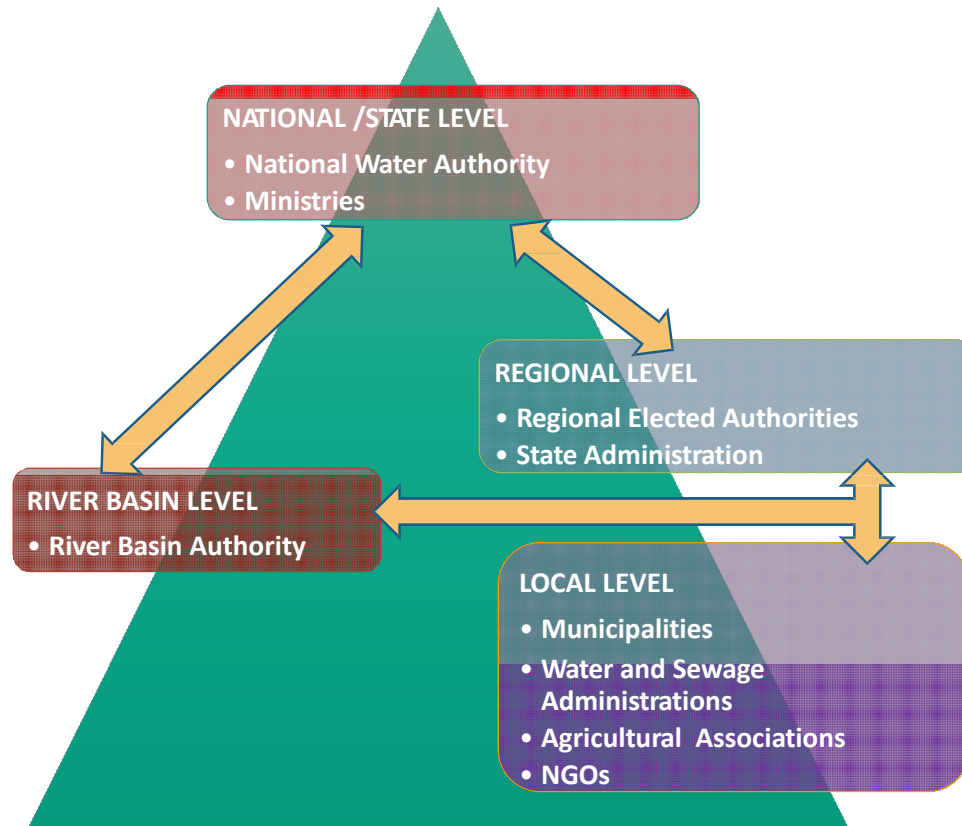 NATIONAL /STATE LEVEL
• National Water Authority
• Ministries
REGIONAL LEVEL
• Regional Elected Authorities
• State Administration
RIVER BASIN LEVEL
• River Basin Authority
LOCAL LEVEL
• Municipalities
• Water and Sewage
Administrations
• Agricultural Associations
• NGOs